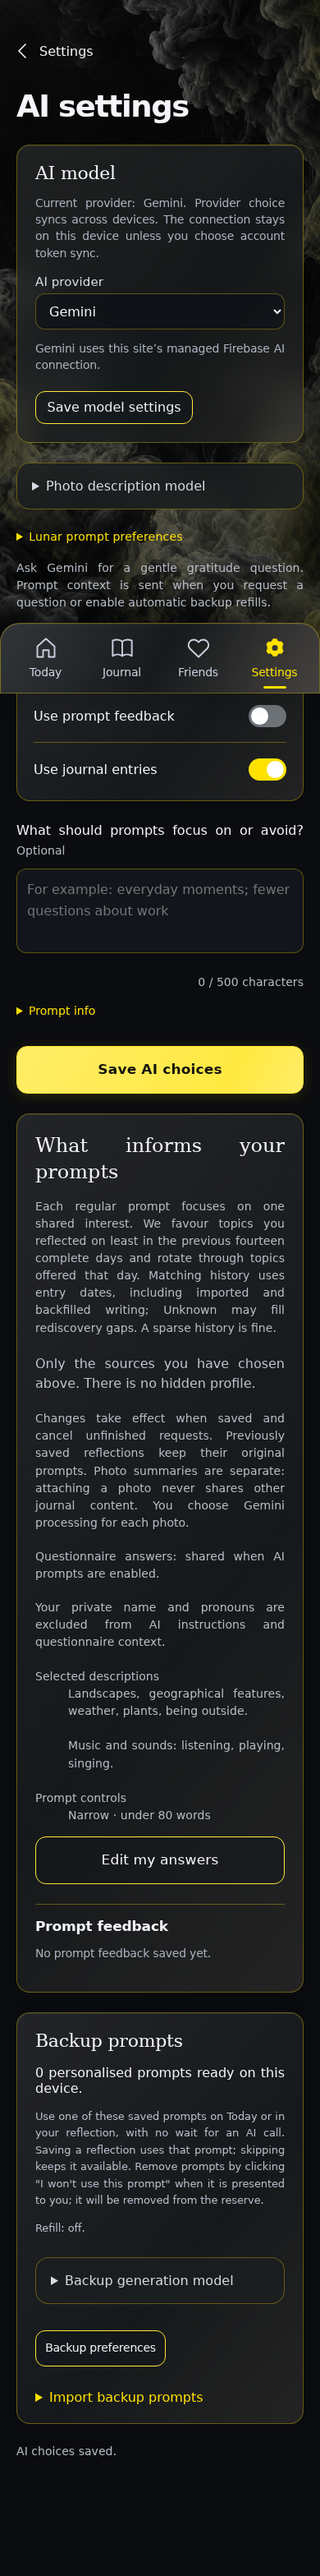 Settings
AI settings
AI model
Current provider: Gemini. Provider choice
syncs across devices. The connection stays
on this device unless you choose account
token sync.
AI provider
Gemini
Gemini uses this site’s managed Firebase AI
connection.
Save model settings
Photo description model
Lunar prompt preferences
Ask Gemini for a gentle gratitude question.
Prompt context is sent when you request a
question or enable automatic backup refills.
Today
Journal
Friends
Settings
Use prompt feedback
Use journal entries
What should prompts focus on or avoid?
Optional
For example: everyday moments; fewer
questions about work
0 / 500 characters
Prompt info
Save AI choices
What informs your
prompts
Each regular prompt focuses on one
shared interest. We favour topics you
reflected on least in the previous fourteen
complete days and rotate through topics
offered that day. Matching history uses
entry dates, including imported and
backfilled writing; Unknown may fill
rediscovery gaps. A sparse history is fine.
Only the sources you have chosen
above. There is no hidden profile.
Changes take effect when saved and
cancel unfinished requests. Previously
saved reflections keep their original
prompts. Photo summaries are separate:
attaching a photo never shares other
journal content. You choose Gemini
processing for each photo.
Questionnaire answers: shared when AI
prompts are enabled.
Your private name and pronouns are
excluded from AI instructions and
questionnaire context.
Selected descriptions
Landscapes, geographical features,
weather, plants, being outside.
Music and sounds: listening, playing,
singing.
Prompt controls
Narrow · under 80 words
Edit my answers
Prompt feedback
No prompt feedback saved yet.
Backup prompts
0 personalised prompts ready on this
device.
Use one of these saved prompts on Today or in
your reflection, with no wait for an AI call.
Saving a reflection uses that prompt; skipping
keeps it available. Remove prompts by clicking
"I won't use this prompt" when it is presented
to you; it will be removed from the reserve.
Refill: off.
Backup generation model
Backup preferences
Import backup prompts
AI choices saved.